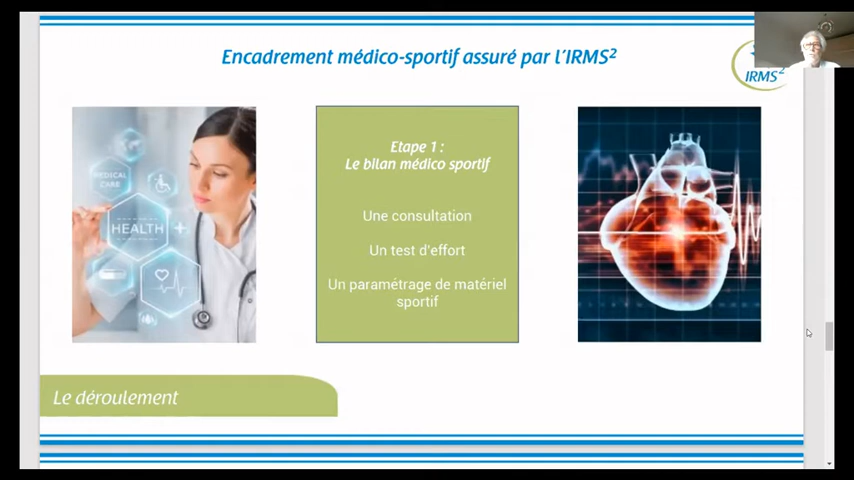 Encadrement médico-sportif assuré par l'IRMS²
IRMS²
MEDICAL
CARE
HEALTH
Etape 1 :
Le bilan médico sportif
Une consultation
Un test d'effort
Un paramétrage de matériel
sportif
Le déroulement